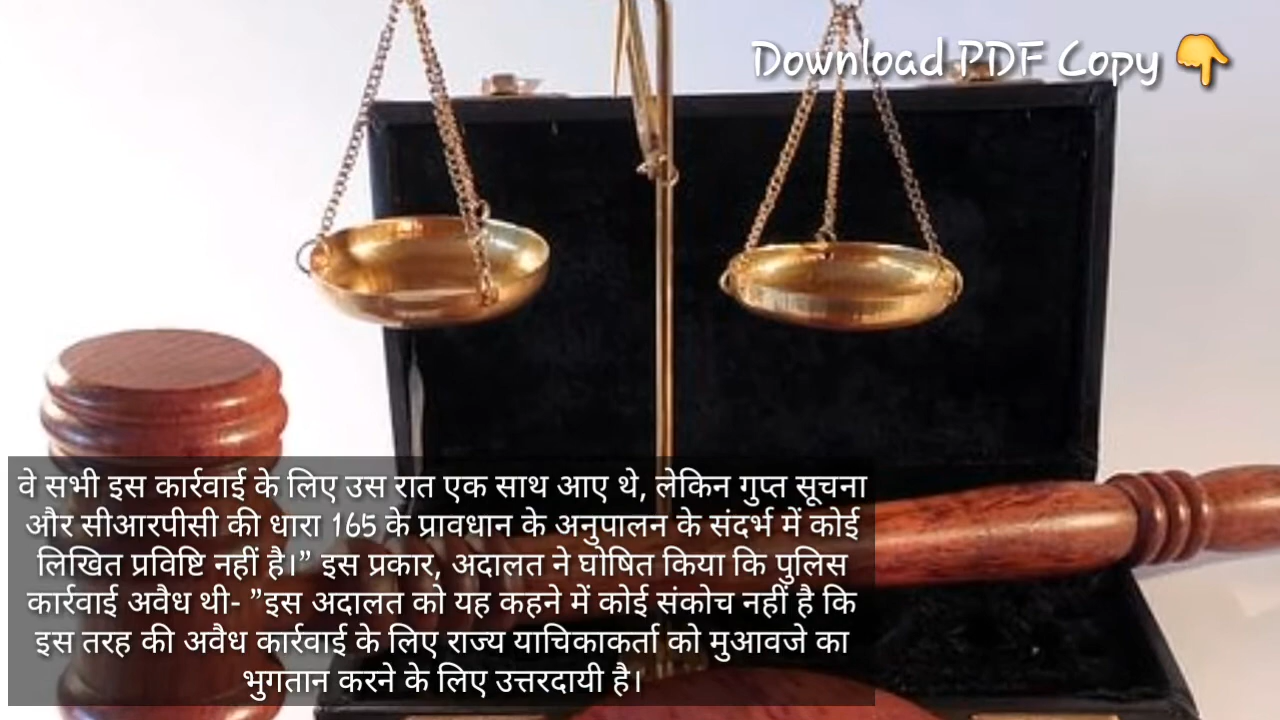 Download PDF Copy 👇
वे सभी इस कार्रवाई के लिए उस रात एक साथ आए थे, लेकिन गुप्त सूचना
और सीआरपीसी की धारा 165 के प्रावधान के अनुपालन के संदर्भ में कोई
लिखित प्रविष्टि नहीं है।” इस प्रकार, अदालत ने घोषित किया कि पुलिस
कार्रवाई अवैध थी- ”इस अदालत को यह कहने में कोई संकोच नहीं है कि
इस तरह की अवैध कार्रवाई के लिए राज्य याचिकाकर्ता को मुआवजे का
भुगतान करने के लिए उत्तरदायी है।